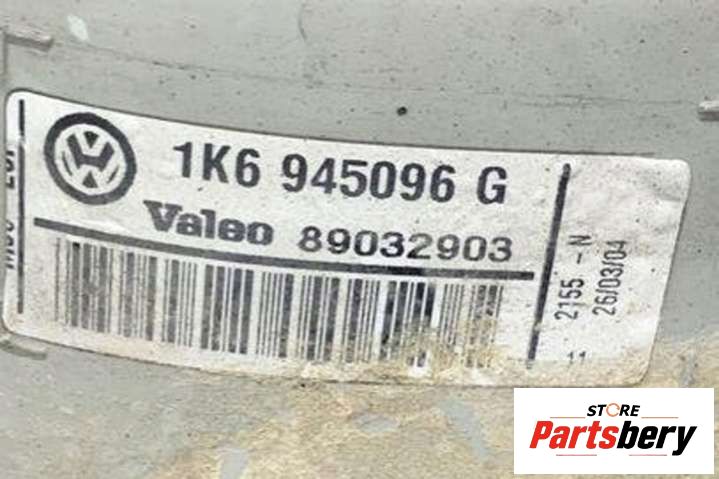 1K6 945096 G
Valeo 89032903
2155 - N
26/03/04
11
STORE
Partsbery